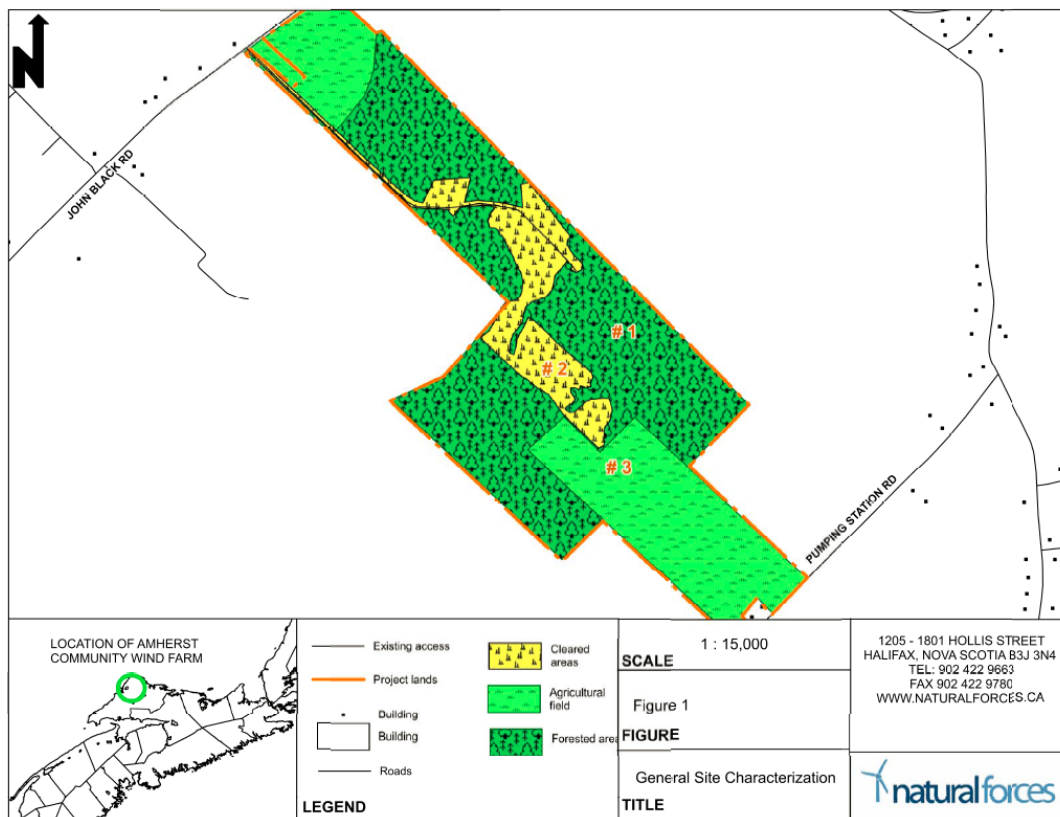 N
JOHN BLACK RD
# 1
# 2
# 3
PUMPING STATION RD
LOCATION OF AMHERST
COMMUNITY WIND FARM
Existing access
Project lands
Building
Building
Roads
LEGEND
Cleared
areas
Agricultural
field
Forested area
1 : 15,000
SCALE
Figure 1
FIGURE
General Site Characterization
TITLE
1205 - 1801 HOLLIS STREET
HALIFAX, NOVA SCOTIA B3J 3N4
TEL: 902 422 9663
FAX 902 422 9780
WWW.NATURALFORCES.CA
naturalforces